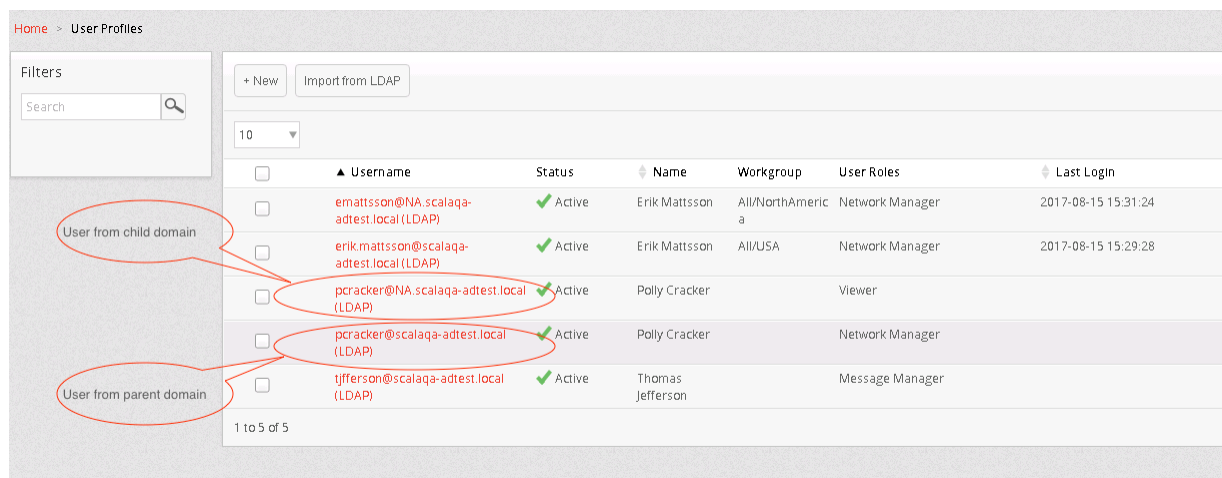 Home > User Profiles
Filters
Search
+ New
Import from LDAP
10
▲ Username Status Name Workgroup User Roles Last Login
emattsson@NA.scalaqa- Active Erik Mattsson All/NorthAmeric Network Manager 2017-08-15 15:31:24
adtest.local (LDAP) a
User from child domain
erik.mattsson@scalaqa- Active Erik Mattsson All/USA Network Manager 2017-08-15 15:29:28
adtest.local (LDAP)
pcracker@NA.scalaqa-adtest.local Active Polly Cracker Viewer
(LDAP)
pcracker@scalaqa-adtest.local Active Polly Cracker Network Manager
(LDAP)
User from parent domain
tjfferson@scalaqa-adtest.local Active Thomas Message Manager
(LDAP) Jefferson
1 to 5 of 5